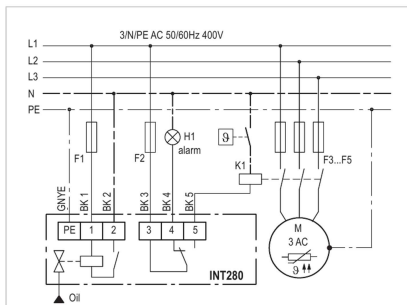 3/N/PE AC 50/60Hz 400V
L1
L2
L3
N
PE
F1
F2
H1
alarm
ϑ
K1
F3...F5
GNYE
BK 1
BK 2
BK 3
BK 4
BK 5
PE 1 2
3 4 5
M
3 AC
ϑ
INT280
Oil